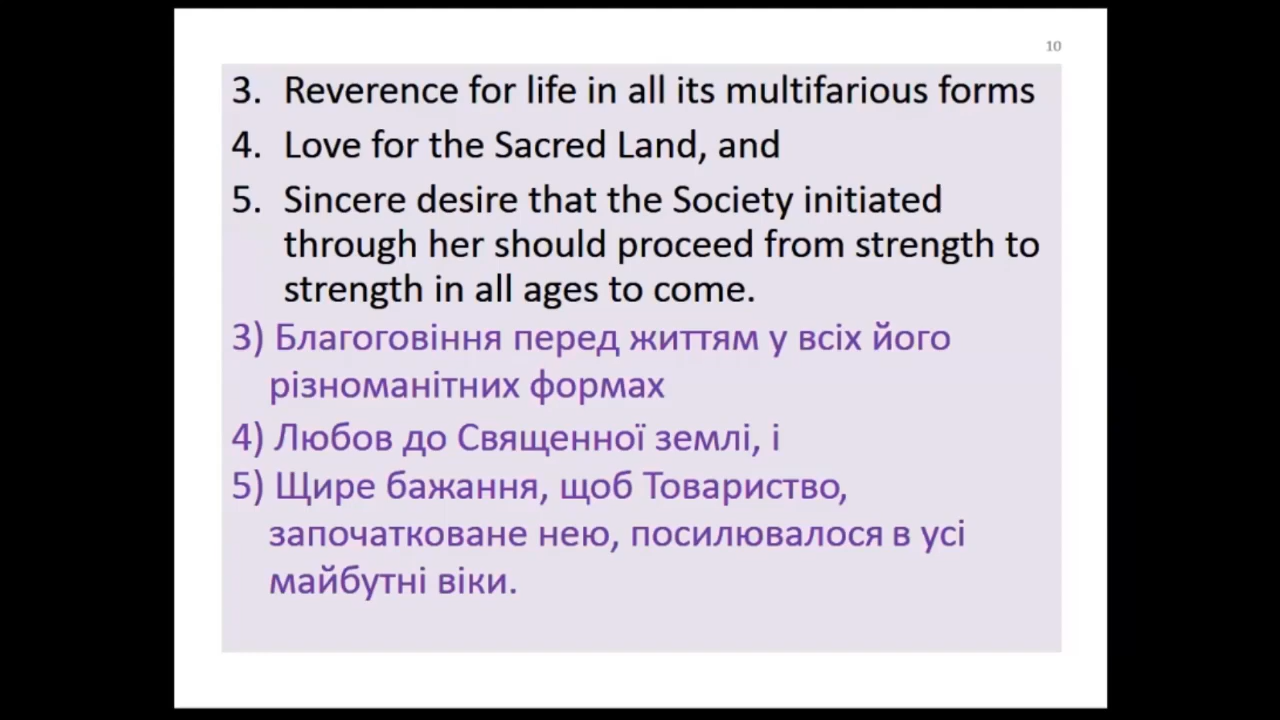 10
3. Reverence for life in all its multifarious forms
4. Love for the Sacred Land, and
5. Sincere desire that the Society initiated
through her should proceed from strength to
strength in all ages to come.
3) Благоговіння перед життям у всіх його
різноманітних формах
4) Любов до Священної землі, і
5) Щире бажання, щоб Товариство,
започатковане нею, посилювалося в усі
майбутні віки.